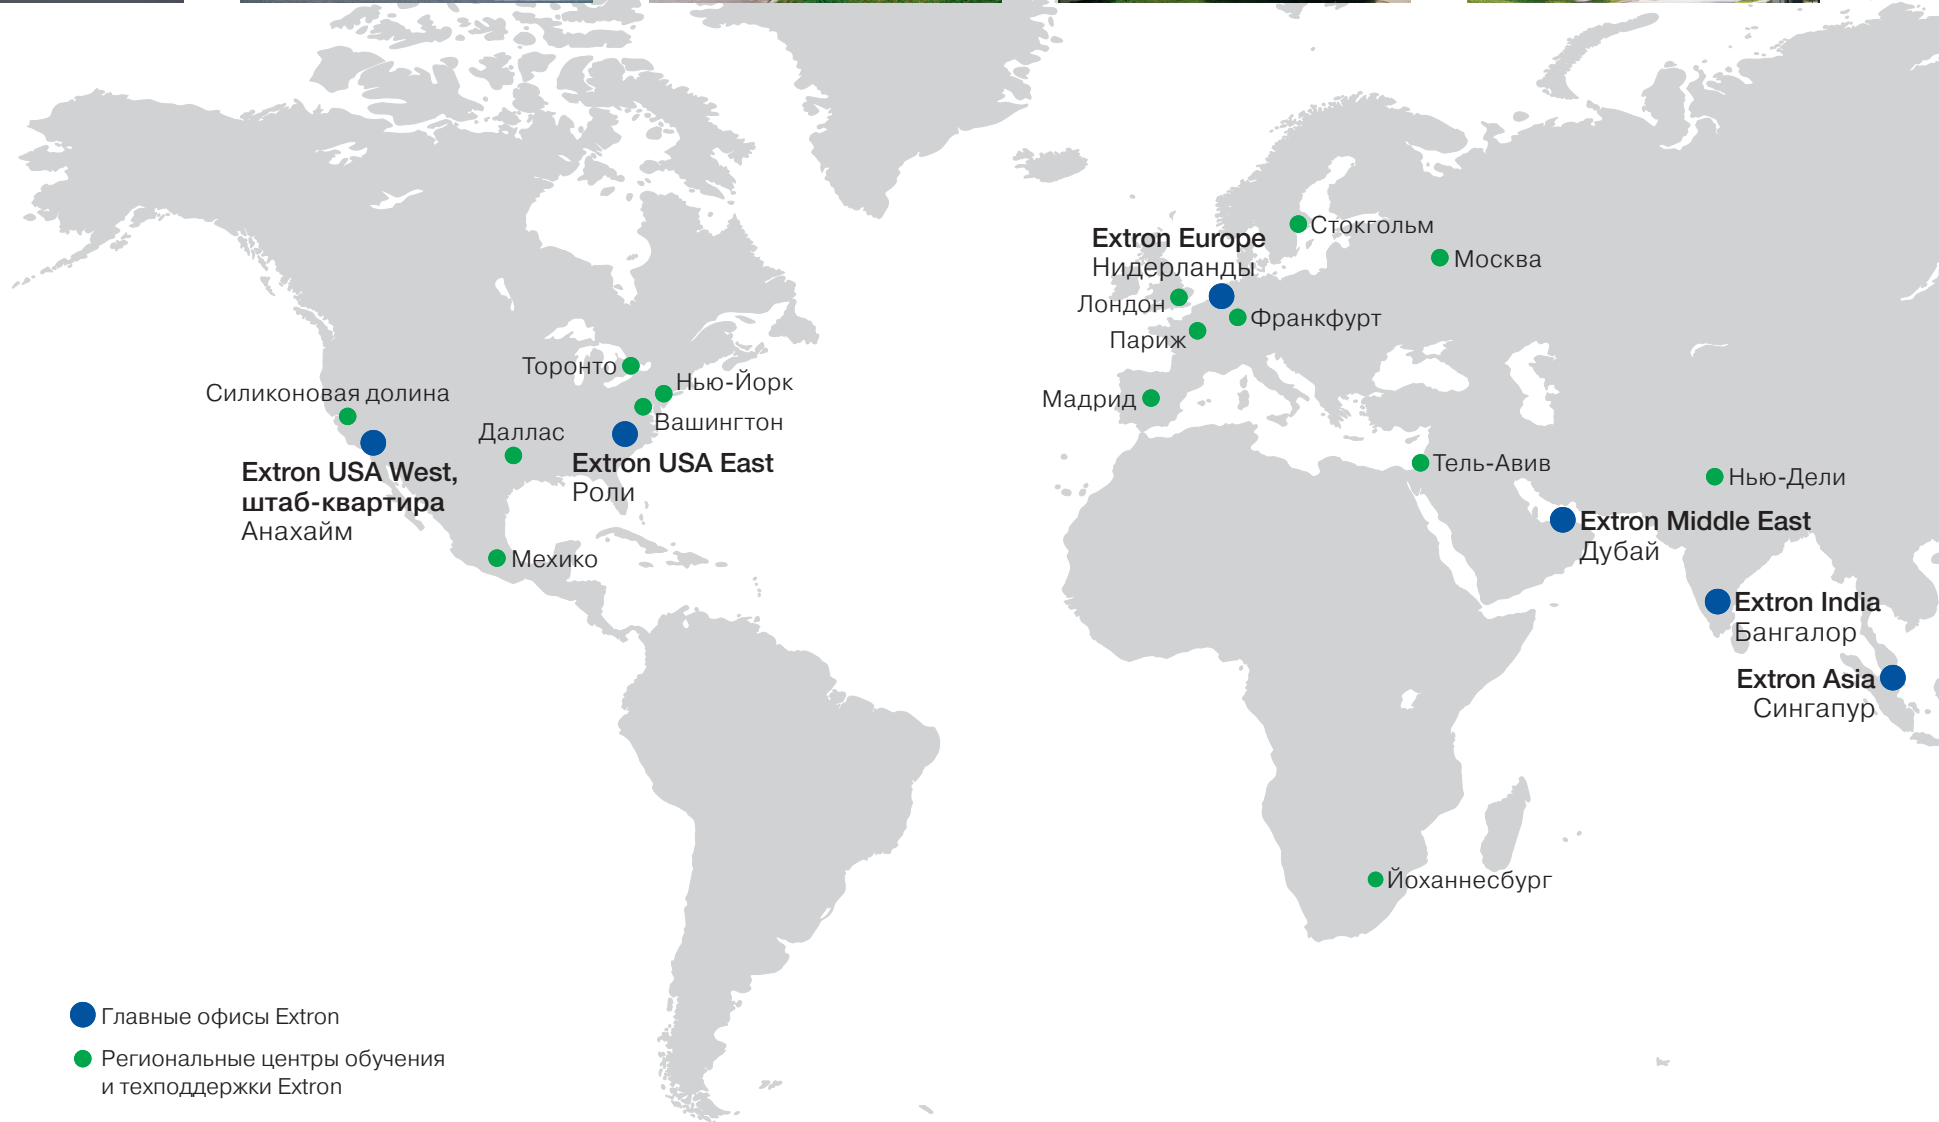 Extron Europe
Нидерланды
Стокгольм
Москва
Лондон
Франкфурт
Париж
Торонто
Нью-Йорк
Силиконовая долина
Мадрид
Вашингтон
Даллас
Extron USA West,
штаб-квартира
Анахайм
Extron USA East
Роли
Тель-Авив
Нью-Дели
Extron Middle East
Дубай
Мехико
Extron India
Бангалор
Extron Asia
Сингапур
Йоханнесбург
Главные офисы Extron
Региональные центры обучения
и техподдержки Extron